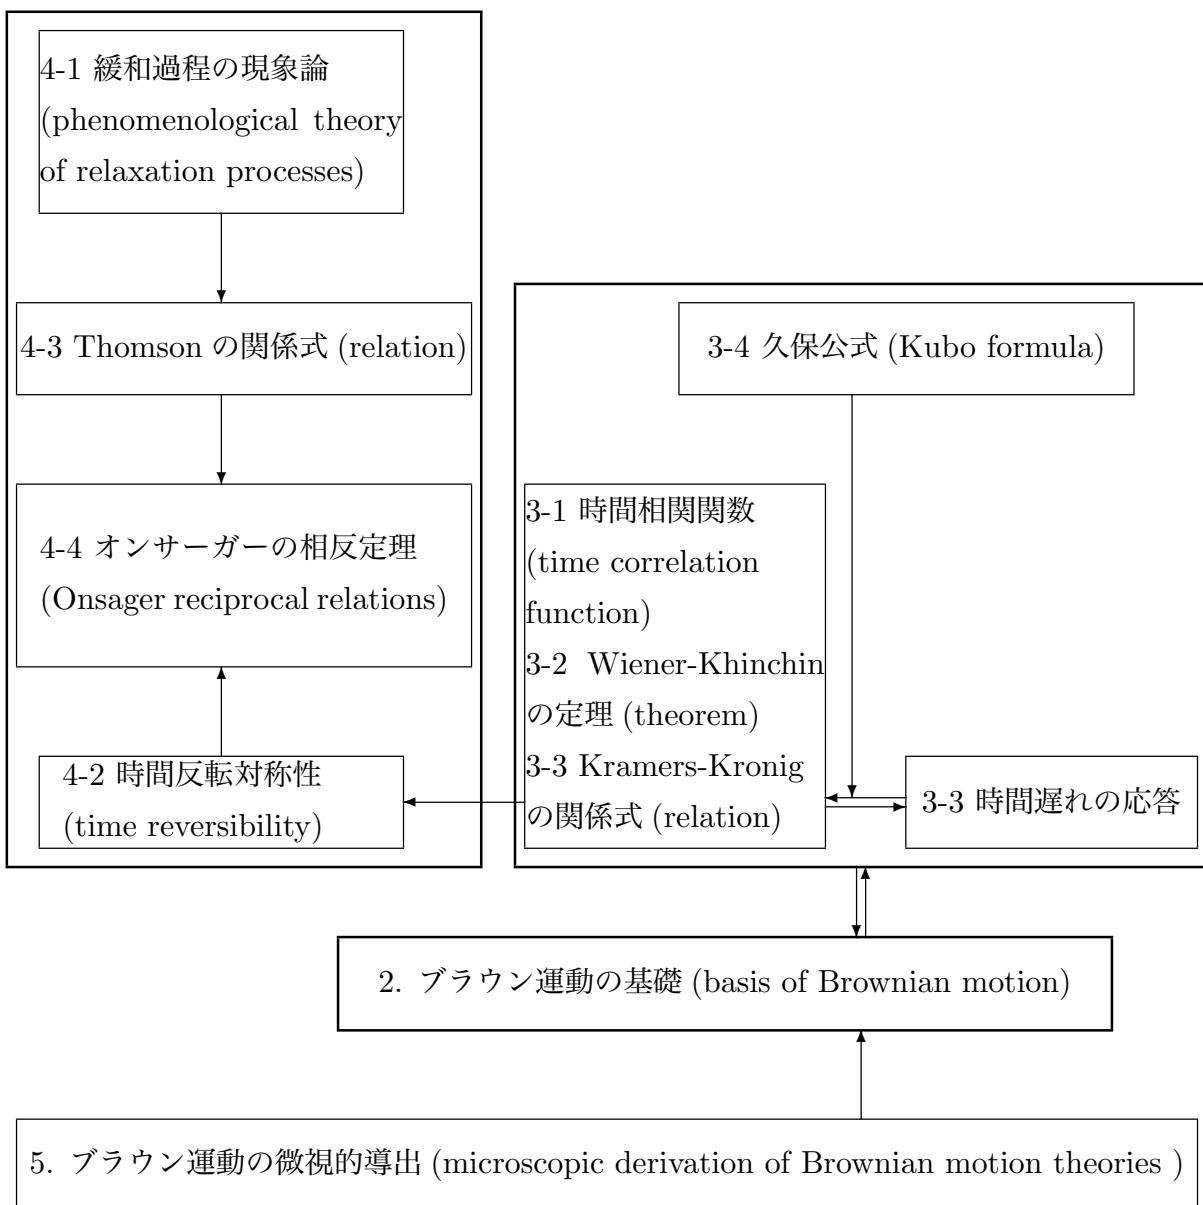 4-1 緩和過程の現象論
(phenomenological theory
of relaxation processes)
4-3 Thomson の関係式 (relation)
4-4 オンサーガーの相反定理
(Onsager reciprocal relations)
4-2 時間反転対称性
(time reversibility)
3-4 久保公式 (Kubo formula)
3-1 時間相関関数
(time correlation
function)
3-2 Wiener-Khinchin
の定理 (theorem)
3-3 Kramers-Kronig
の関係式 (relation)
3-3 時間遅れの応答
2. ブラウン運動の基礎 (basis of Brownian motion)
5. ブラウン運動の微視的導出 (microscopic derivation of Brownian motion theories )